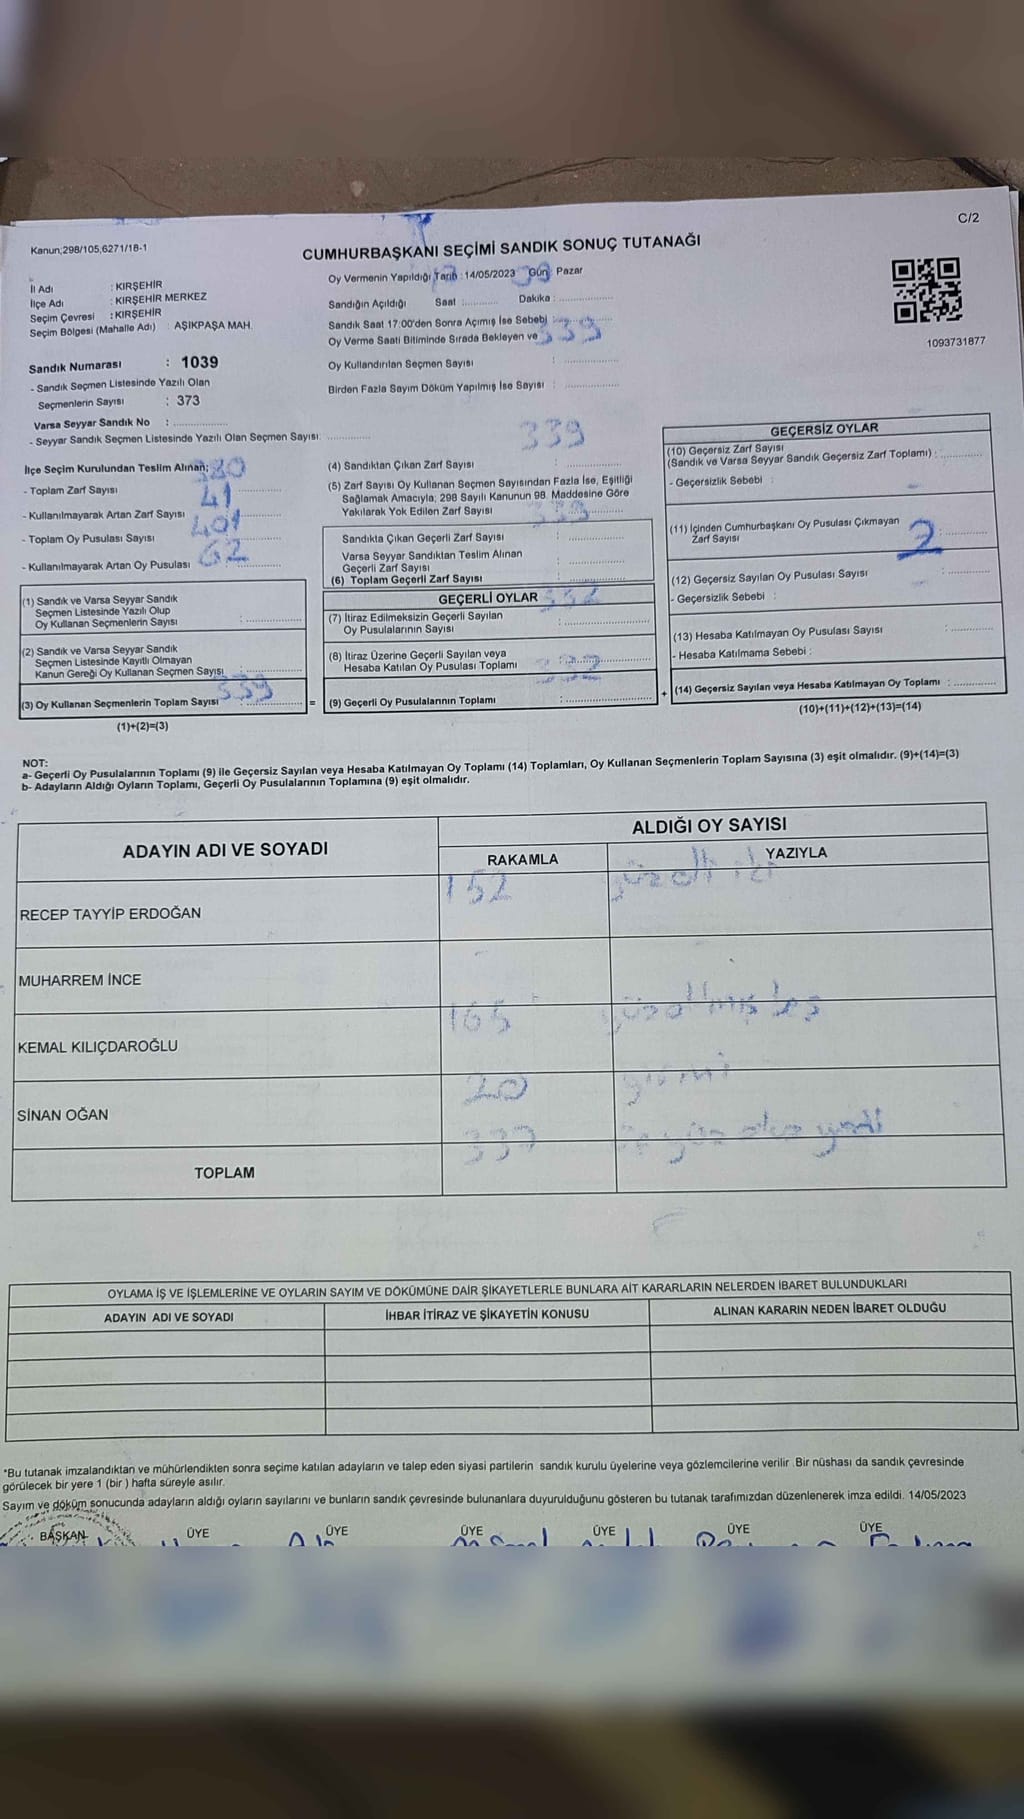 C/2
Kanun;298/105,6271/18-1
CUMHURBAŞKANI SEÇİMİ SANDIK SONUÇ TUTANAĞI
İl Adı : KIRŞEHİR
İlçe Adı : KIRŞEHİR MERKEZ
Seçim Çevresi : KIRŞEHİR
Seçim Bölgesi (Mahalle Adı) : AŞIKPAŞA MAH.
Sandık Numarası : 1039
- Sandık Seçmen Listesinde Yazılı Olan
Seçmenlerin Sayısı : 373
Varsa Seyyar Sandık No : ..............
- Seyyar Sandık Seçmen Listesinde Yazılı Olan Seçmen Sayısı: ............
Oy Vermenin Yapıldığı Tarih :14/05/2023 Gün: Pazar
Sandığın Açıldığı Saat :.......... Dakika : ..............
Sandık Saat 17:00'den Sonra Açımış İse Sebebi : ..............
Oy Verme Saati Bitiminde Sırada Bekleyen ve
339
Oy Kullandırılan Seçmen Sayısı : ..............
Birden Fazla Sayım Döküm Yapılmış İse Sayısı : ..............
1093731877
İlçe Seçim Kurulundan Teslim Alınan;
380
- Toplam Zarf Sayısı
41
- Kullanılmayarak Artan Zarf Sayısı
401
- Toplam Oy Pusulası Sayısı
62
- Kullanılmayarak Artan Oy Pusulası
339
(4) Sandıktan Çıkan Zarf Sayısı : ..............
(5) Zarf Sayısı Oy Kullanan Seçmen Sayısından Fazla İse, Eşitliği
Sağlamak Amacıyla; 298 Sayılı Kanunun 98. Maddesine Göre
Yakılarak Yok Edilen Zarf Sayısı
339
Sandıkta Çıkan Geçerli Zarf Sayısı : ..............
Varsa Seyyar Sandıktan Teslim Alınan
Geçerli Zarf Sayısı : ..............
(6) Toplam Geçerli Zarf Sayısı : ..............
GEÇERSİZ OYLAR
(10) Geçersiz Zarf Sayısı
(Sandık ve Varsa Seyyar Sandık Geçersiz Zarf Toplamı) : ............
- Geçersizlik Sebebi :
(11) İçinden Cumhurbaşkanı Oy Pusulası Çıkmayan
Zarf Sayısı : ............
2
(12) Geçersiz Sayılan Oy Pusulası Sayısı : ............
- Geçersizlik Sebebi :
(13) Hesaba Katılmayan Oy Pusulası Sayısı : ............
- Hesaba Katılmama Sebebi :
(14) Geçersiz Sayılan veya Hesaba Katılmayan Oy Toplamı : ............
(10)+(11)+(12)+(13)=(14)
(1) Sandık ve Varsa Seyyar Sandık
Seçmen Listesinde Yazılı Olup
Oy Kullanan Seçmenlerin Sayısı : ..............
(2) Sandık ve Varsa Seyyar Sandık
Seçmen Listesinde Kayıtlı Olmayan
Kanun Gereği Oy Kullanan Seçmen Sayısı : ..............
339
(3) Oy Kullanan Seçmenlerin Toplam Sayısı : ..............
(1)+(2)=(3)
=
GEÇERLİ OYLAR
(7) İtiraz Edilmeksizin Geçerli Sayılan
Oy Pusulalarının Sayısı : ..............
(8) İtiraz Üzerine Geçerli Sayılan veya
Hesaba Katılan Oy Pusulası Toplamı : ..............
(9) Geçerli Oy Pusulalarının Toplamı : ..............
+
NOT:
a- Geçerli Oy Pusulalarının Toplamı (9) ile Geçersiz Sayılan veya Hesaba Katılmayan Oy Toplamı (14) Toplamları, Oy Kullanan Seçmenlerin Toplam Sayısına (3) eşit olmalıdır. (9)+(14)=(3)
b- Adayların Aldığı Oyların Toplamı, Geçerli Oy Pusulalarının Toplamına (9) eşit olmalıdır.
ADAYIN ADI VE SOYADI
ALDIĞI OY SAYISI
RAKAMLA YAZIYLA
152 yüzelli iki
RECEP TAYYİP ERDOĞAN
MUHARREM İNCE
165 yüzaltmış beş
KEMAL KILIÇDAROĞLU
20 yirmi
SİNAN OĞAN
337 üçyüz otuz yedi
TOPLAM
OYLAMA İŞ VE İŞLEMLERİNE VE OYLARIN SAYIM VE DÖKÜMÜNE DAİR ŞİKAYETLERLE BUNLARA AİT KARARLARIN NELERDEN İBARET BULUNDUKLARI
ADAYIN ADI VE SOYADI İHBAR İTİRAZ VE ŞİKAYETİN KONUSU ALINAN KARARIN NEDEN İBARET OLDUĞU
*Bu tutanak imzalandıktan ve mühürlendikten sonra seçime katılan adayların ve talep eden siyasi partilerin sandık kurulu üyelerine veya gözlemcilerine verilir .Bir nüshası da sandık çevresinde
görülecek bir yere 1 (bir ) hafta süreyle asılır.
Sayım ve döküm sonucunda adayların aldığı oyların sayılarını ve bunların sandık çevresinde bulunanlara duyurulduğunu gösteren bu tutanak tarafımızdan düzenlenerek imza edildi. 14/05/2023
BAŞKAN ÜYE ÜYE ÜYE ÜYE ÜYE ÜYE